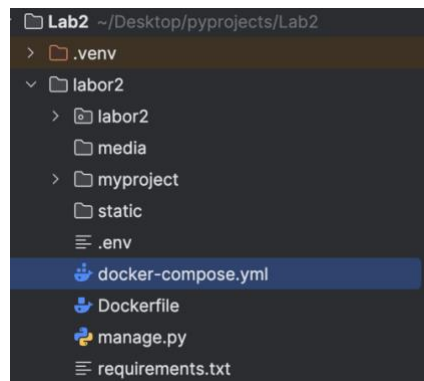 Lab2 ~/Desktop/pyprojects/Lab2
.venv
labor2
labor2
media
myproject
static
.env
docker-compose.yml
Dockerfile
manage.py
requirements.txt